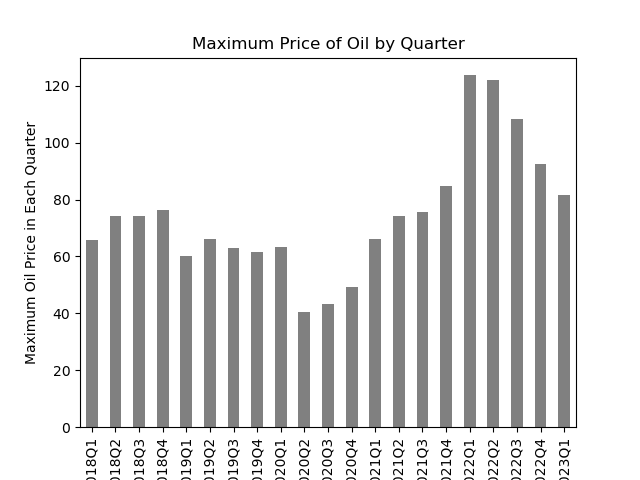 Maximum Price of Oil by Quarter
Maximum Oil Price in Each Quarter
120
100
80
60
40
20
0
018Q1
018Q2
018Q3
018Q4
019Q1
019Q2
019Q3
019Q4
020Q1
020Q2
020Q3
020Q4
021Q1
021Q2
021Q3
021Q4
022Q1
022Q2
022Q3
022Q4
023Q1